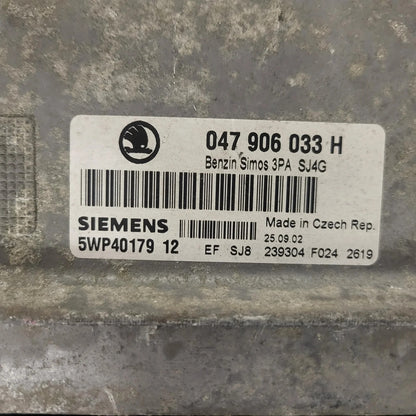 047 906 033 H
Benzin Simos 3PA SJ4G
SIEMENS
Made in Czech Rep.
5WP40179 12
EF SJ8
25.09.02
239304 F024 2619